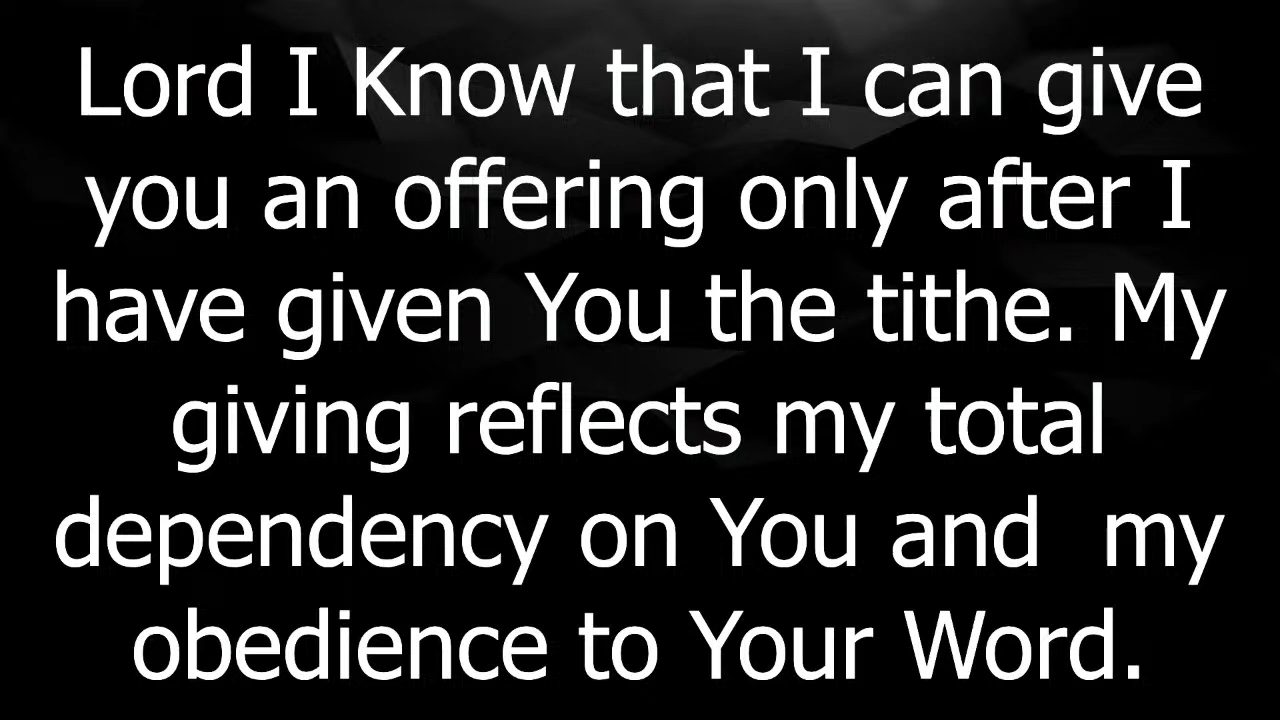 Lord I Know that I can give
you an offering only after I
have given You the tithe. My
giving reflects my total
dependency on You and  my
obedience to Your Word.